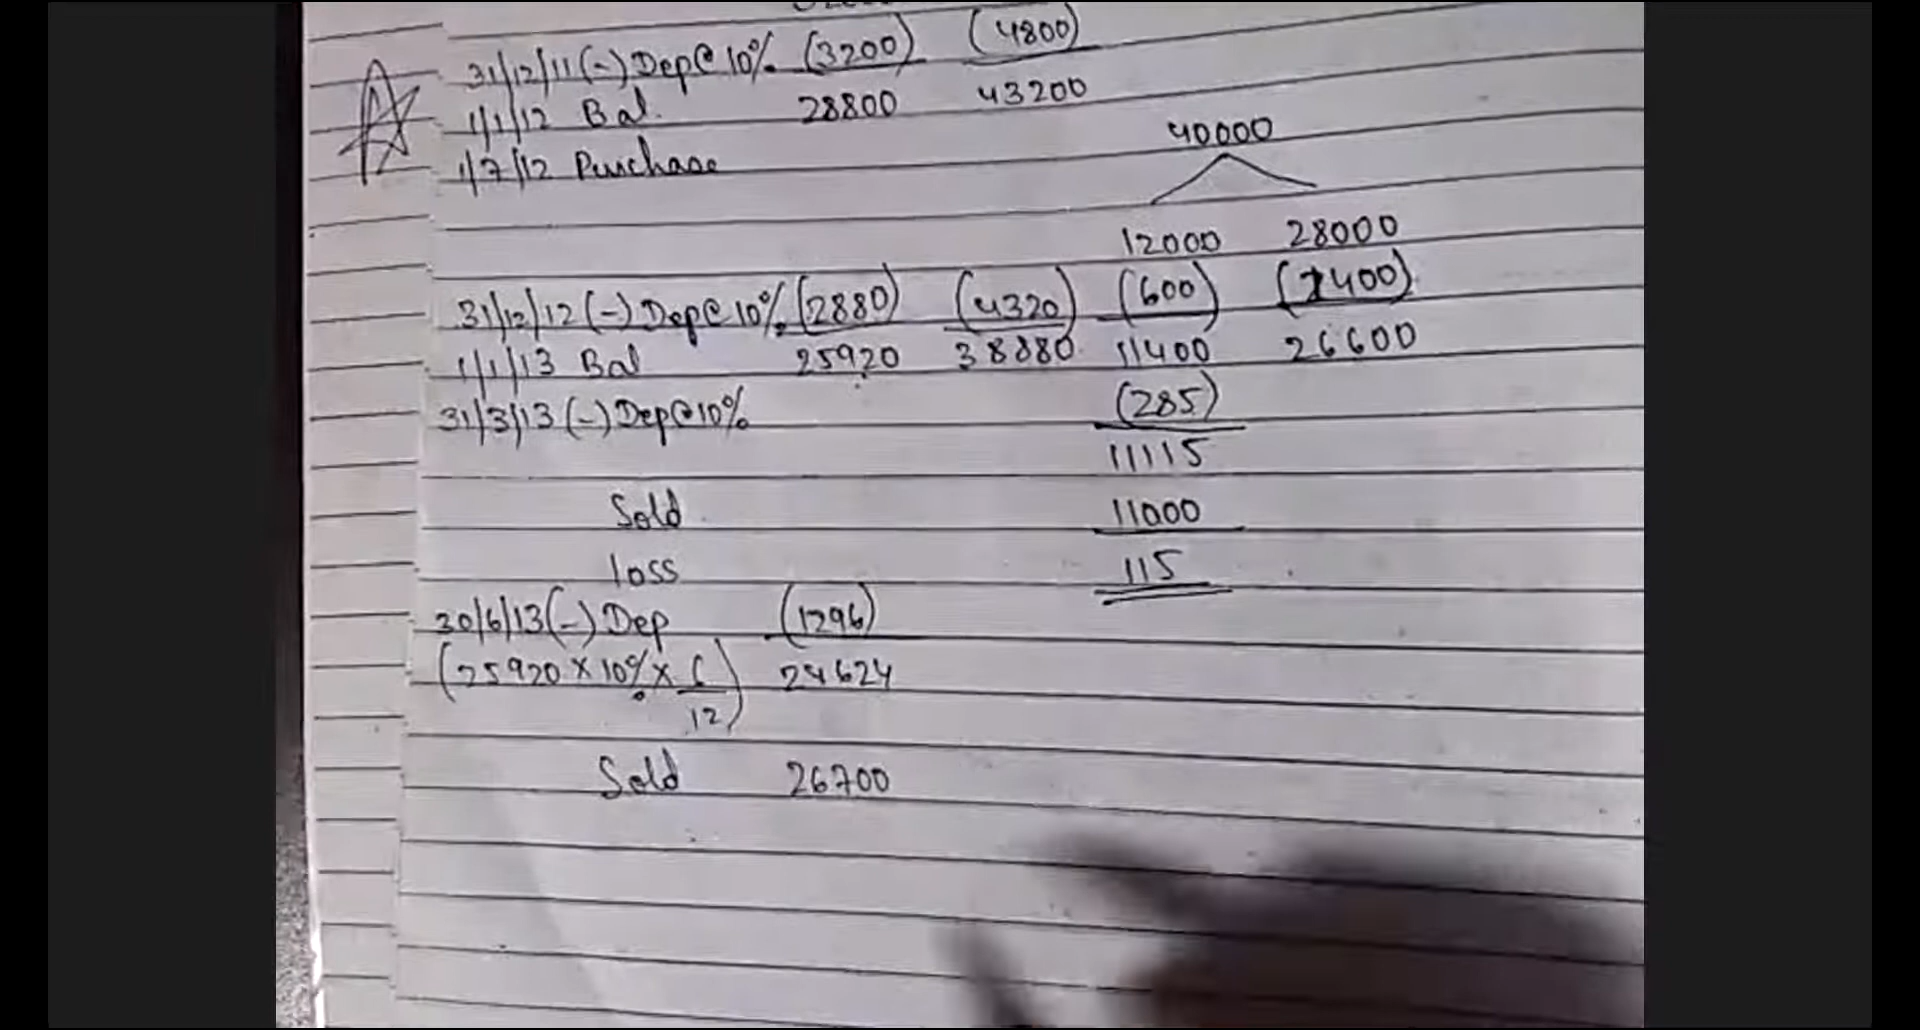 31/12/11 (-) Dep@ 10% (3200) (4800)
1/1/12 Bal. 28800 43200
1/7/12 Purchase 40000
12000 28000
31/12/12 (-) Dep@ 10% (2880) (4320) (600) (1400)
1/1/13 Bal 25920 38880 11400 26600
31/3/13 (-) Dep@10% (285)
11115
Sold 11000
loss 115
30/6/13 (-) Dep (1296)
(25920 x 10% x 6/12) 24624
Sold 26700